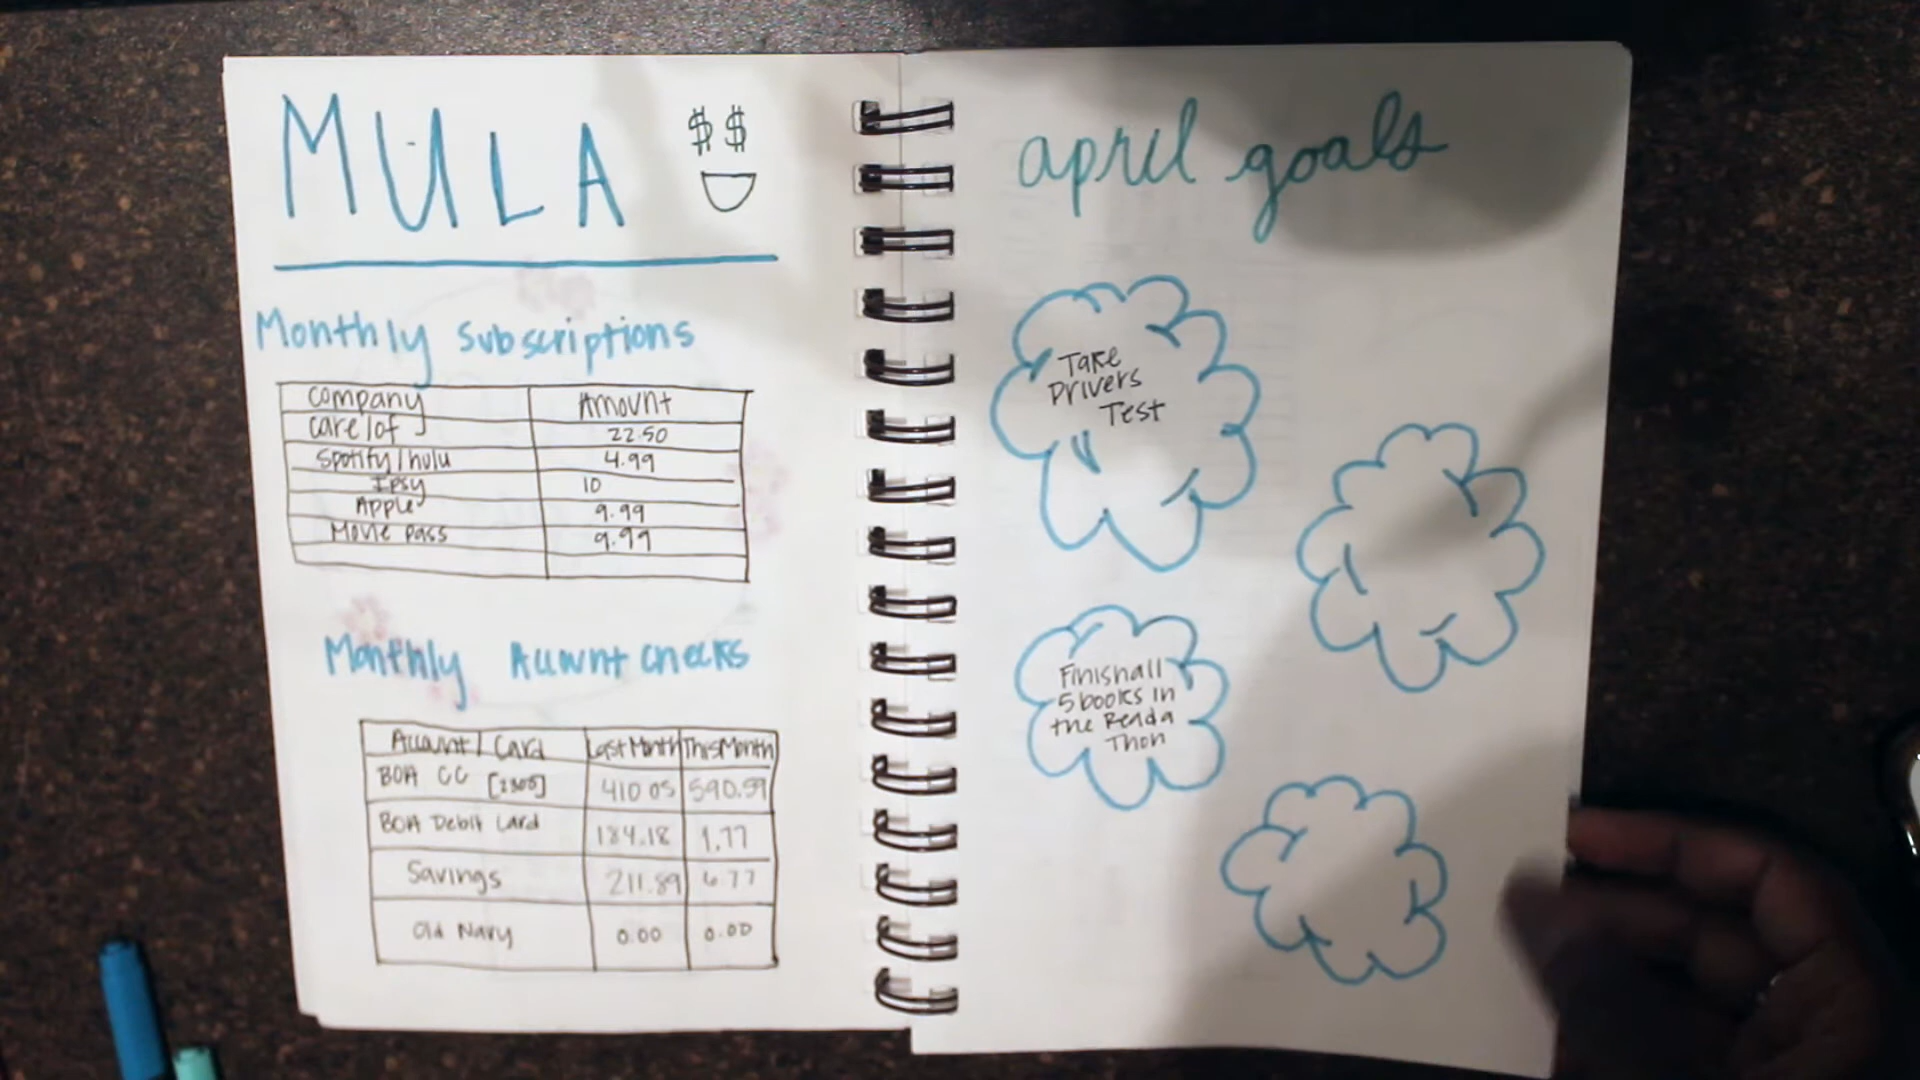 MULA
$$
Monthly Subscriptions
Company Amount
care/of 22.50
Spotify/hulu 4.99
Ipsy 10
Apple 9.99
Movie pass 9.99
Monthly Account Checks
Account/Card Last Month This Month
BOA CC 410.05 590.59
BOA Debit Card 184.18 1.77
Savings 211.89 6.77
Old Navy 0.00 0.00
april goals
Take
Drivers
Test
Finish all
5 books in
the Read a
Thon